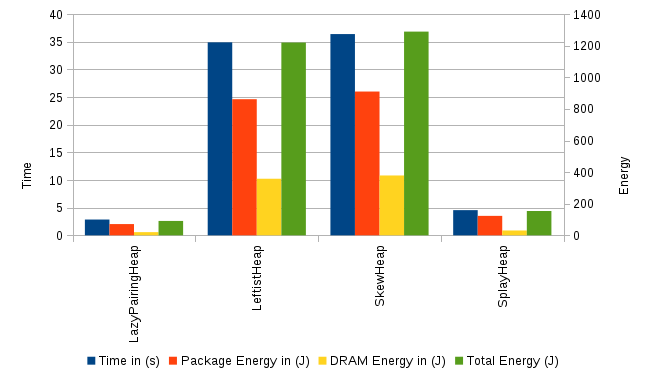 40
35
30
25
20
15
10
5
0
Time
1400
1200
1000
800
600
400
200
0
Energy
LazyPairingHeap
LeftistHeap
SkewHeap
SplayHeap
Time in (s) Package Energy in (J) DRAM Energy in (J) Total Energy (J)